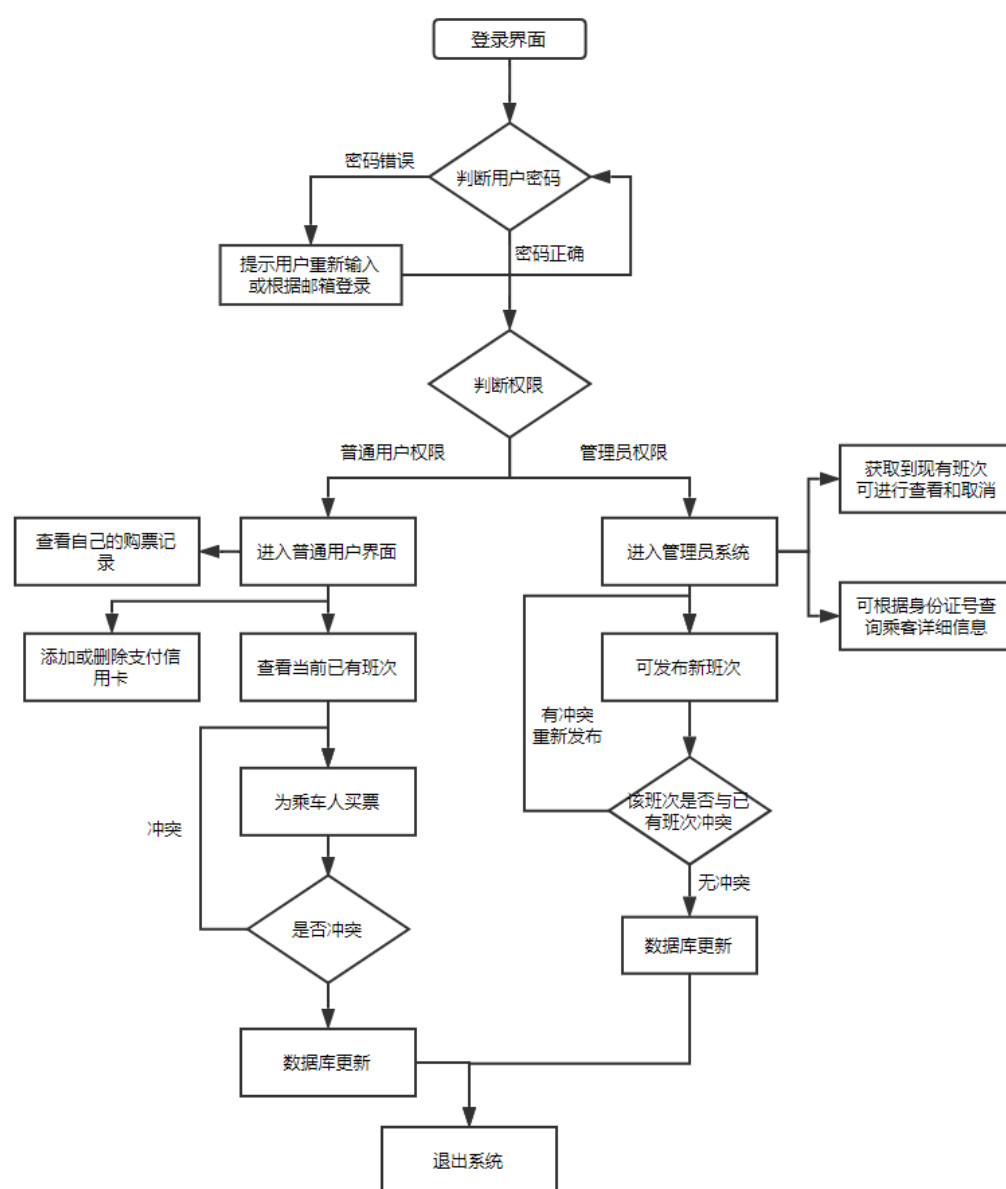 登录界面
密码错误
判断用户密码
密码正确
提示用户重新输入
或根据邮箱登录
判断权限
普通用户权限
管理员权限
获取到现有班次
可进行查看和取消
查看自己的购票记
录
进入普通用户界面
进入管理员系统
可根据身份证号查
询乘客详细信息
添加或删除支付信
用卡
查看当前已有班次
可发布新班次
有冲突
重新发布
为乘车人买票
该班次是否与已
有班次冲突
冲突
无冲突
是否冲突
数据库更新
数据库更新
退出系统